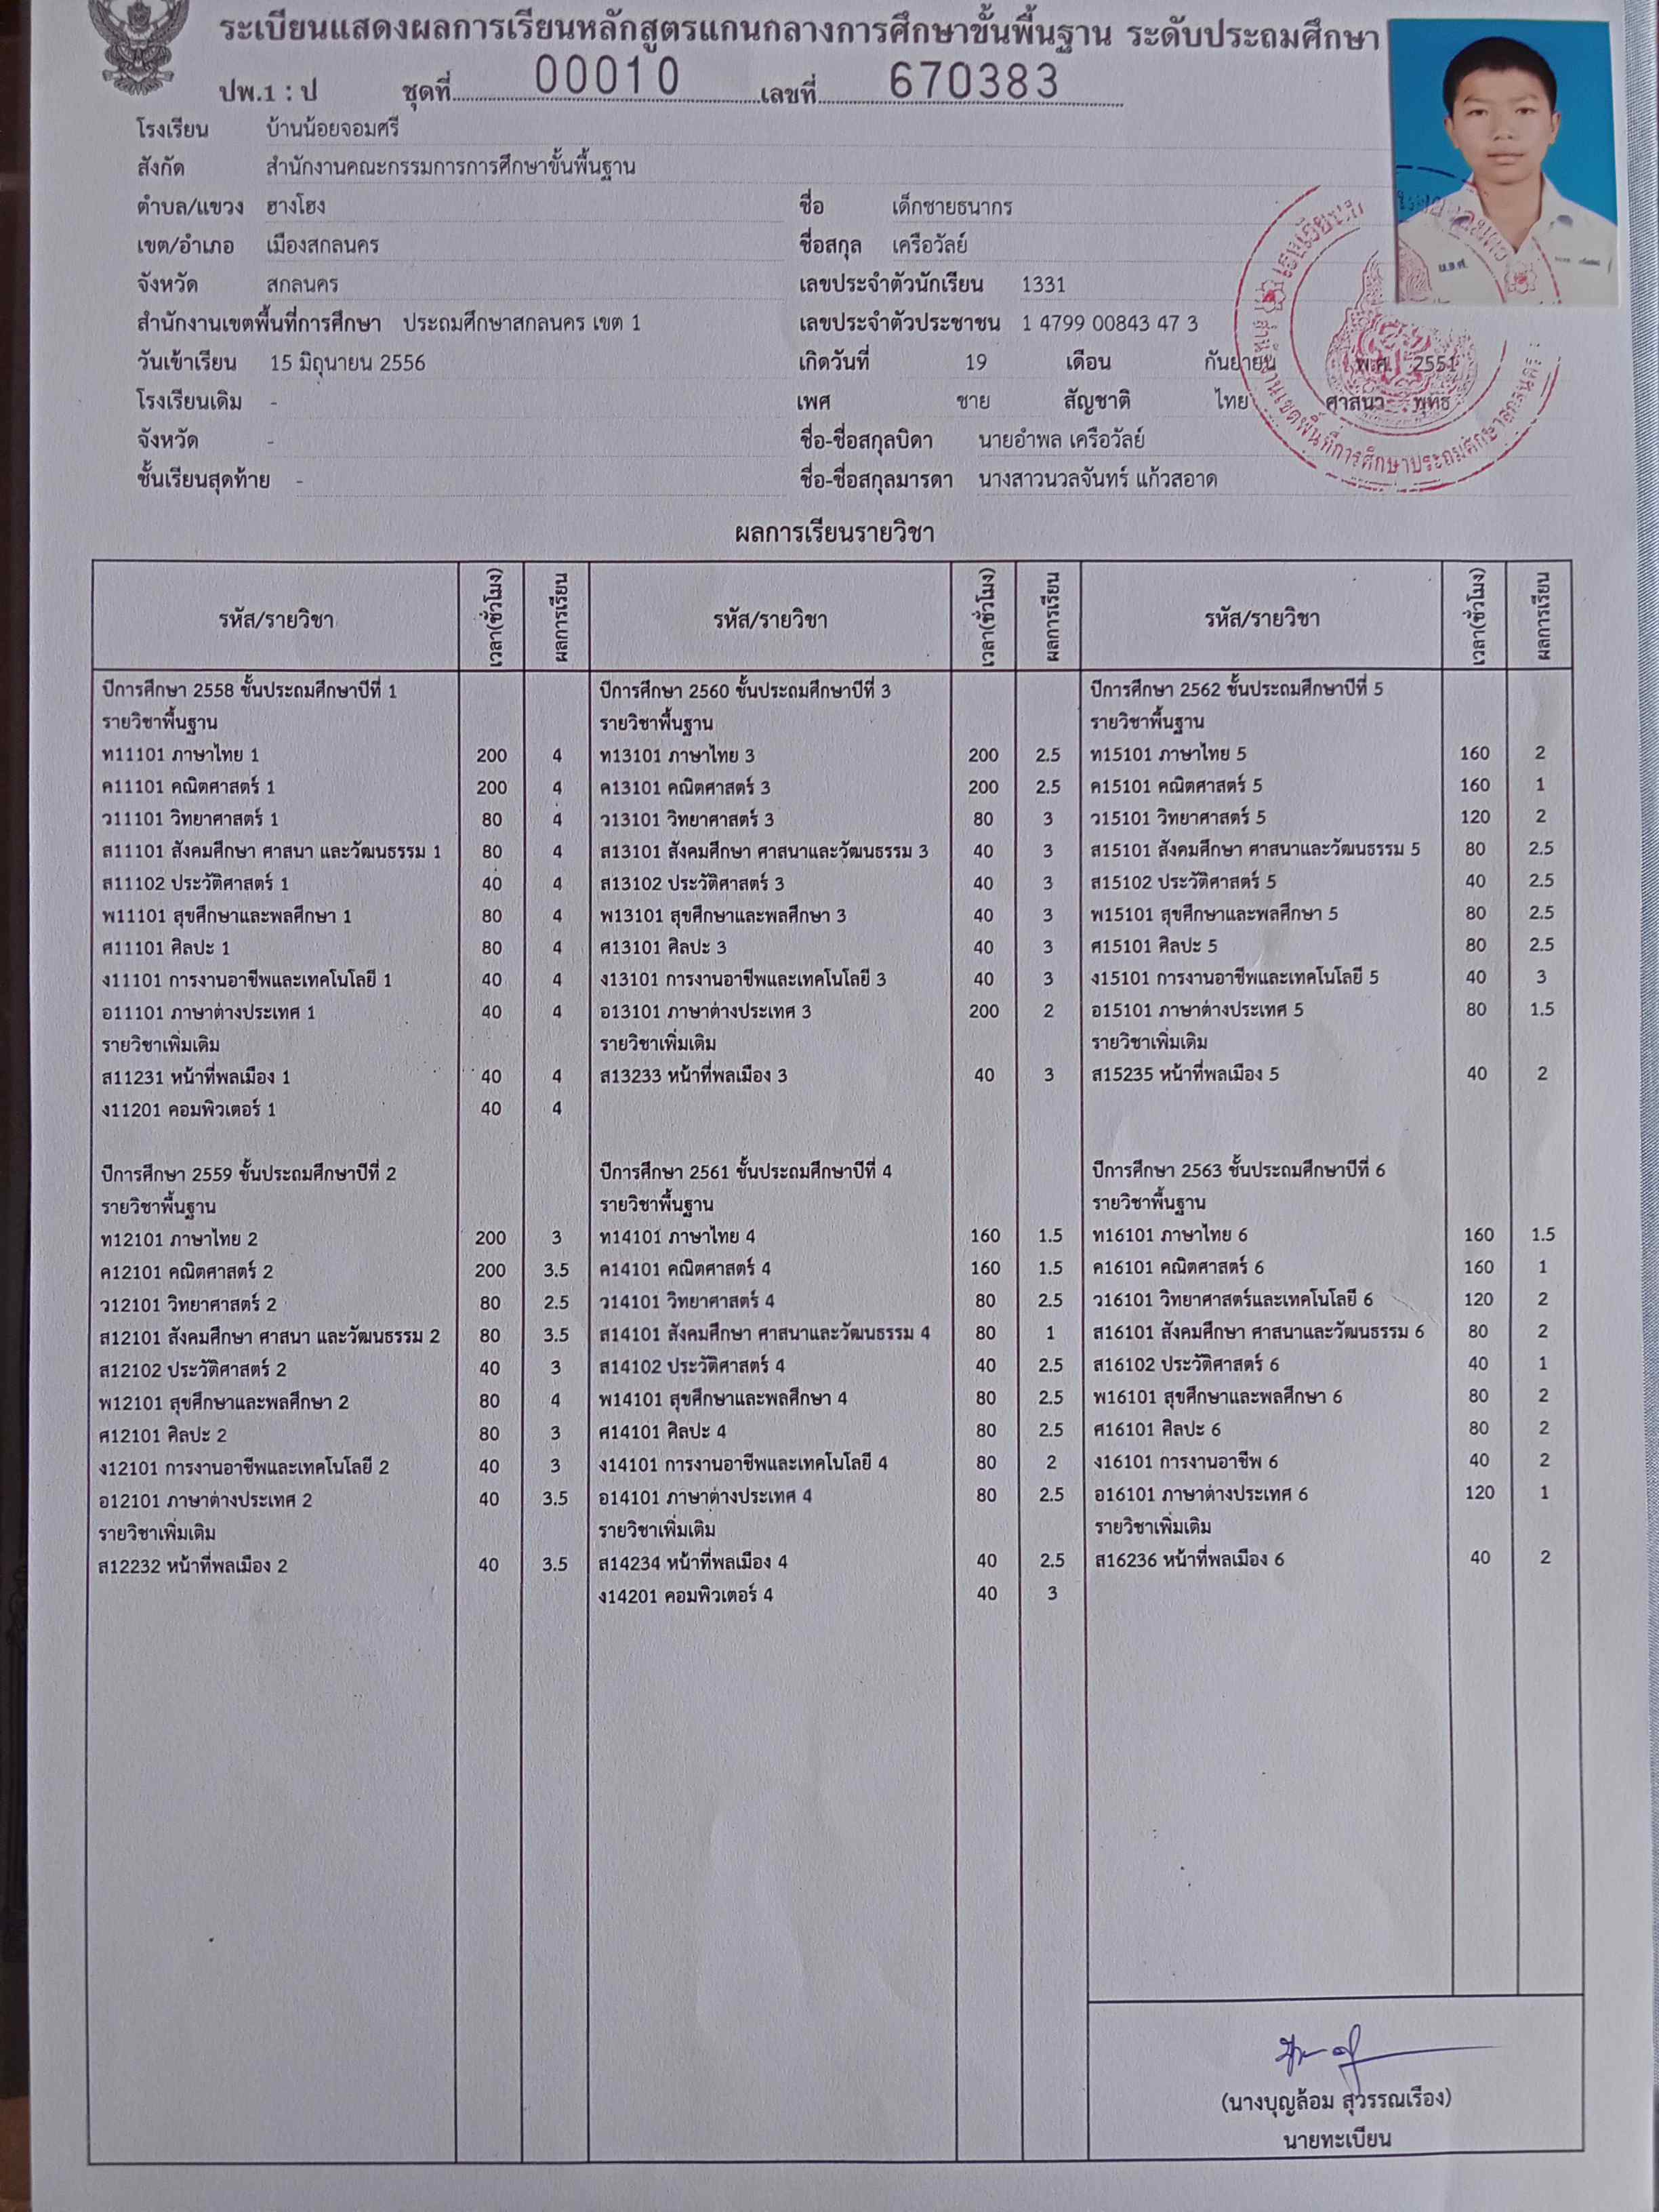 ระเบียนแสดงผลการเรียนหลักสูตรแกนกลางการศึกษาขั้นพื้นฐาน ระดับประถมศึกษา
ปพ.1 : ป ชุดที่ 00010 เลขที่ 670383
โรงเรียน บ้านน้อยจอมศรี
สังกัด สำนักงานคณะกรรมการการศึกษาขั้นพื้นฐาน
ตำบล/แขวง ฮางโฮง ชื่อ เด็กชายธนากร
เขต/อำเภอ เมืองสกลนคร ชื่อสกุล เครือวัลย์
จังหวัด สกลนคร เลขประจำตัวนักเรียน 1331
สำนักงานเขตพื้นที่การศึกษา ประถมศึกษาสกลนคร เขต 1 เลขประจำตัวประชาชน 1 4799 00843 47 3
วันเข้าเรียน 15 มิถุนายน 2556 เกิดวันที่ 19 เดือน กันยายน พ.ศ. 2551
โรงเรียนเดิม - เพศ ชาย สัญชาติ ไทย ศาสนา พุทธ
จังหวัด - ชื่อ-ชื่อสกุลบิดา นายอำพล เครือวัลย์
ชั้นเรียนสุดท้าย - ชื่อ-ชื่อสกุลมารดา นางสาวนวลจันทร์ แก้วสอาด
ผลการเรียนรายวิชา
รหัส/รายวิชา เวลา(ชั่วโมง) ผลการเรียน รหัส/รายวิชา เวลา(ชั่วโมง) ผลการเรียน รหัส/รายวิชา เวลา(ชั่วโมง) ผลการเรียน
ปีการศึกษา 2558 ชั้นประถมศึกษาปีที่ 1
รายวิชาพื้นฐาน
ท11101 ภาษาไทย 1 200 4
ค11101 คณิตศาสตร์ 1 200 4
ว11101 วิทยาศาสตร์ 1 80 4
ส11101 สังคมศึกษา ศาสนา และวัฒนธรรม 1 80 4
ส11102 ประวัติศาสตร์ 1 40 4
พ11101 สุขศึกษาและพลศึกษา 1 80 4
ศ11101 ศิลปะ 1 80 4
ง11101 การงานอาชีพและเทคโนโลยี 1 40 4
อ11101 ภาษาต่างประเทศ 1 40 4
รายวิชาเพิ่มเติม
ส11231 หน้าที่พลเมือง 1 40 4
ง11201 คอมพิวเตอร์ 1 40 4
ปีการศึกษา 2559 ชั้นประถมศึกษาปีที่ 2
รายวิชาพื้นฐาน
ท12101 ภาษาไทย 2 200 3
ค12101 คณิตศาสตร์ 2 200 3.5
ว12101 วิทยาศาสตร์ 2 80 2.5
ส12101 สังคมศึกษา ศาสนา และวัฒนธรรม 2 80 3.5
ส12102 ประวัติศาสตร์ 2 40 3
พ12101 สุขศึกษาและพลศึกษา 2 80 4
ศ12101 ศิลปะ 2 80 3
ง12101 การงานอาชีพและเทคโนโลยี 2 40 3
อ12101 ภาษาต่างประเทศ 2 40 3.5
รายวิชาเพิ่มเติม
ส12232 หน้าที่พลเมือง 2 40 3.5
ปีการศึกษา 2560 ชั้นประถมศึกษาปีที่ 3
รายวิชาพื้นฐาน
ท13101 ภาษาไทย 3 200 2.5
ค13101 คณิตศาสตร์ 3 200 2.5
ว13101 วิทยาศาสตร์ 3 80 3
ส13101 สังคมศึกษา ศาสนาและวัฒนธรรม 3 40 3
ส13102 ประวัติศาสตร์ 3 40 3
พ13101 สุขศึกษาและพลศึกษา 3 40 3
ศ13101 ศิลปะ 3 40 3
ง13101 การงานอาชีพและเทคโนโลยี 3 40 3
อ13101 ภาษาต่างประเทศ 3 200 2
รายวิชาเพิ่มเติม
ส13233 หน้าที่พลเมือง 3 40 3
ปีการศึกษา 2561 ชั้นประถมศึกษาปีที่ 4
รายวิชาพื้นฐาน
ท14101 ภาษาไทย 4 160 1.5
ค14101 คณิตศาสตร์ 4 160 1.5
ว14101 วิทยาศาสตร์ 4 80 2.5
ส14101 สังคมศึกษา ศาสนาและวัฒนธรรม 4 80 1
ส14102 ประวัติศาสตร์ 4 40 2.5
พ14101 สุขศึกษาและพลศึกษา 4 80 2.5
ศ14101 ศิลปะ 4 80 2.5
ง14101 การงานอาชีพและเทคโนโลยี 4 80 2
อ14101 ภาษาต่างประเทศ 4 80 2.5
รายวิชาเพิ่มเติม
ส14234 หน้าที่พลเมือง 4 40 2.5
ง14201 คอมพิวเตอร์ 4 40 3
ปีการศึกษา 2562 ชั้นประถมศึกษาปีที่ 5
รายวิชาพื้นฐาน
ท15101 ภาษาไทย 5 160 2
ค15101 คณิตศาสตร์ 5 160 1
ว15101 วิทยาศาสตร์ 5 120 2
ส15101 สังคมศึกษา ศาสนาและวัฒนธรรม 5 80 2.5
ส15102 ประวัติศาสตร์ 5 40 2.5
พ15101 สุขศึกษาและพลศึกษา 5 80 2.5
ศ15101 ศิลปะ 5 80 2.5
ง15101 การงานอาชีพและเทคโนโลยี 5 40 3
อ15101 ภาษาต่างประเทศ 5 80 1.5
รายวิชาเพิ่มเติม
ส15235 หน้าที่พลเมือง 5 40 2
ปีการศึกษา 2563 ชั้นประถมศึกษาปีที่ 6
รายวิชาพื้นฐาน
ท16101 ภาษาไทย 6 160 1.5
ค16101 คณิตศาสตร์ 6 160 1
ว16101 วิทยาศาสตร์และเทคโนโลยี 6 120 2
ส16101 สังคมศึกษา ศาสนาและวัฒนธรรม 6 80 2
ส16102 ประวัติศาสตร์ 6 40 1
พ16101 สุขศึกษาและพลศึกษา 6 80 2
ศ16101 ศิลปะ 6 80 2
ง16101 การงานอาชีพ 6 40 2
อ16101 ภาษาต่างประเทศ 6 120 1
รายวิชาเพิ่มเติม
ส16236 หน้าที่พลเมือง 6 40 2
(นางบุญล้อม สุวรรณเรือง)
นายทะเบียน